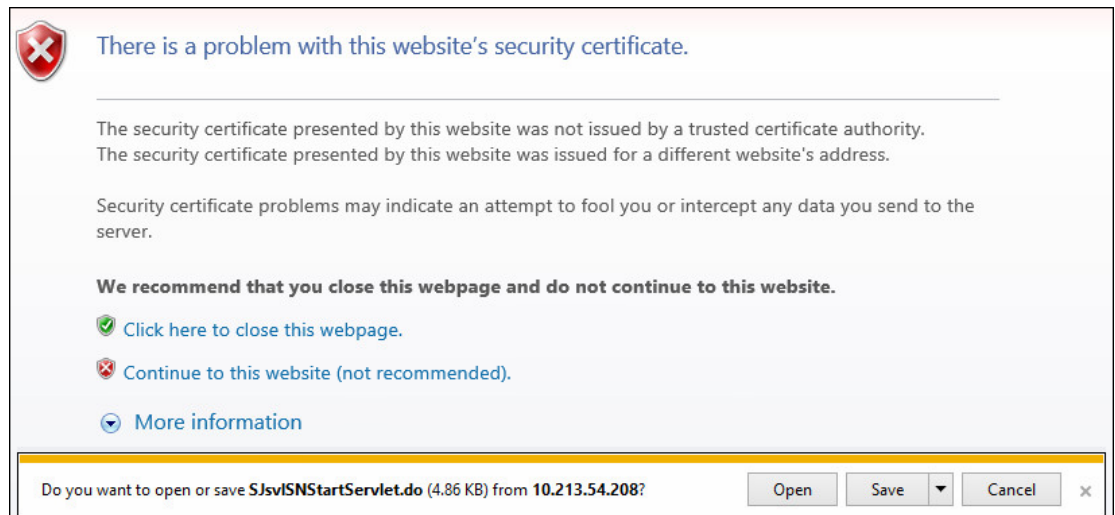 There is a problem with this website’s security certificate.
The security certificate presented by this website was not issued by a trusted certificate authority.
The security certificate presented by this website was issued for a different website's address.
Security certificate problems may indicate an attempt to fool you or intercept any data you send to the
server.
We recommend that you close this webpage and do not continue to this website.
Click here to close this webpage.
Continue to this website (not recommended).
More information
Do you want to open or save SJsvlSNStartServlet.do (4.86 KB) from 10.213.54.208?
Open
Save
Cancel